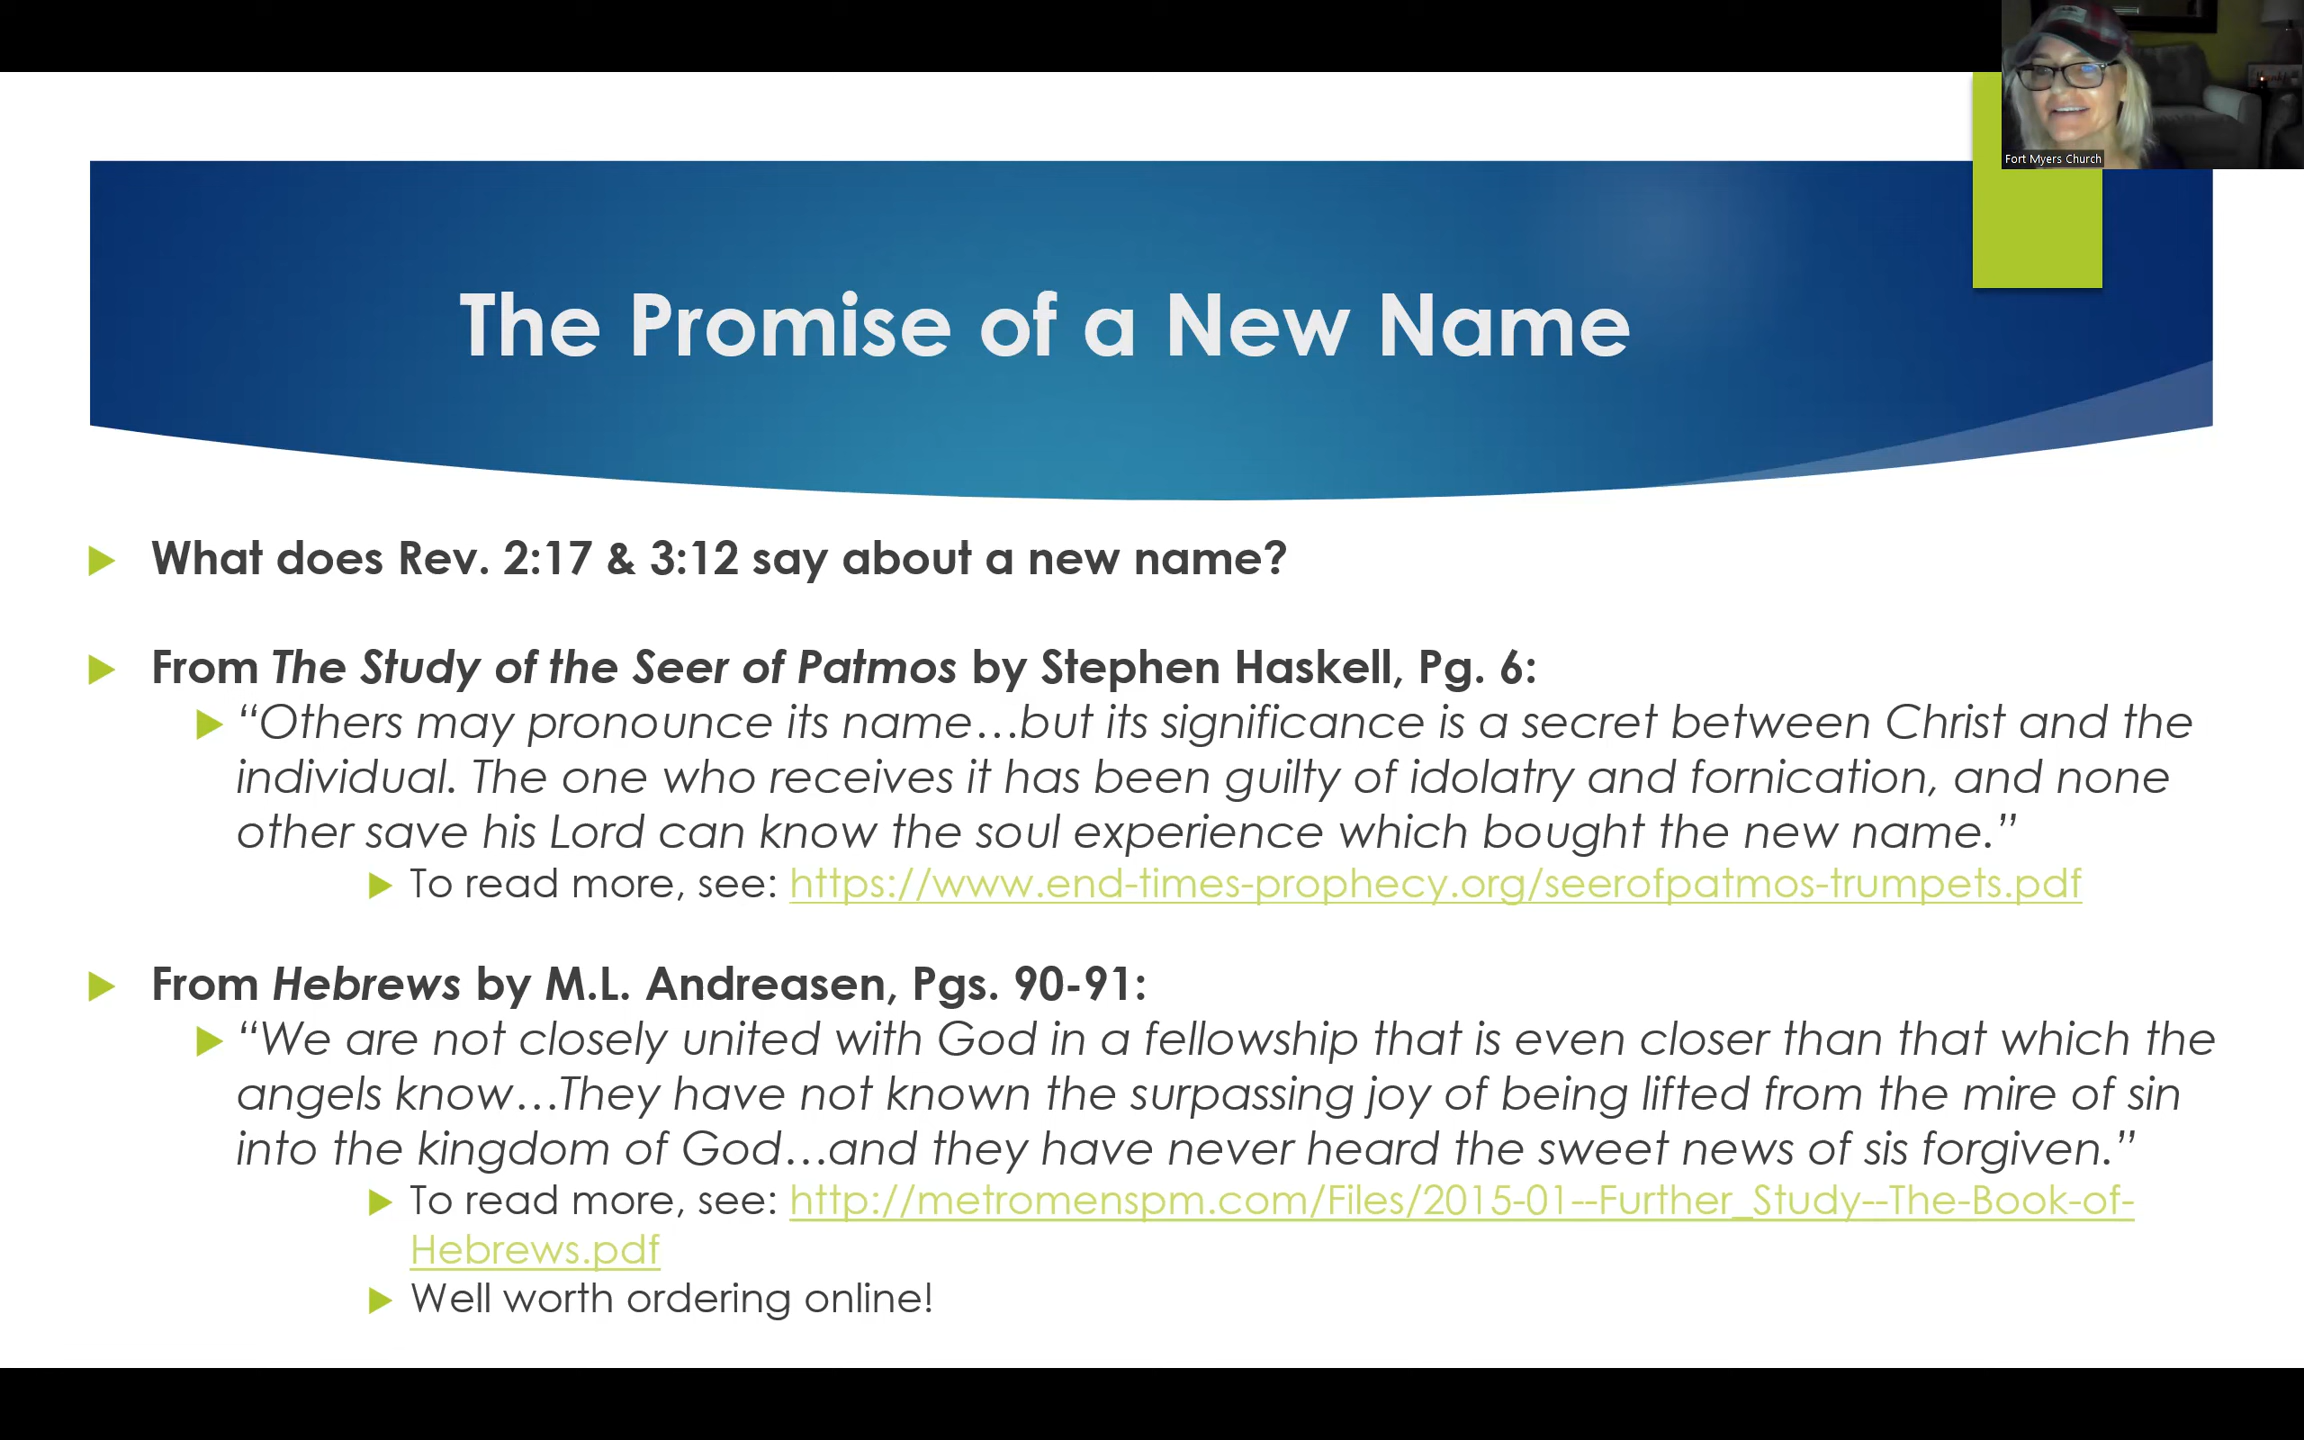 Fort Myers Church
The Promise of a New Name
What does Rev. 2:17 & 3:12 say about a new name?
From The Study of the Seer of Patmos by Stephen Haskell, Pg. 6:
“Others may pronounce its name…but its significance is a secret between Christ and the
individual. The one who receives it has been guilty of idolatry and fornication, and none
other save his Lord can know the soul experience which bought the new name.”
To read more, see: https://www.end-times-prophecy.org/seerofpatmos-trumpets.pdf
From Hebrews by M.L. Andreasen, Pgs. 90-91:
“We are not closely united with God in a fellowship that is even closer than that which the
angels know…They have not known the surpassing joy of being lifted from the mire of sin
into the kingdom of God…and they have never heard the sweet news of sis forgiven.”
To read more, see: http://metromenspm.com/Files/2015-01--Further_Study--The-Book-of-
Hebrews.pdf
Well worth ordering online!